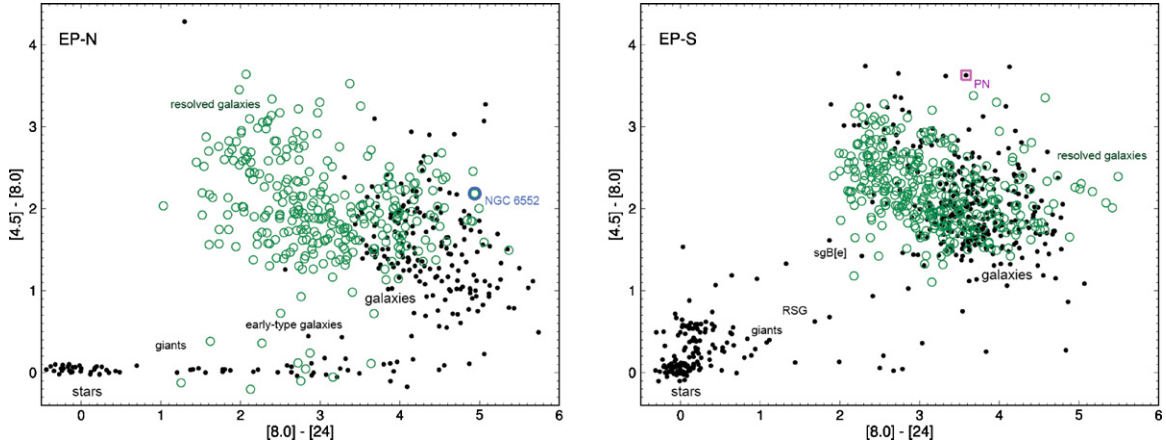 EP-N
resolved galaxies
NGC 6552
galaxies
early-type galaxies
giants
stars
[4.5] - [8.0]
4
3
2
1
0
0 1 2 3 4 5 6
[8.0] - [24]
EP-S
PN
resolved galaxies
sgB[e]
galaxies
RSG
giants
stars
[4.5] - [8.0]
4
3
2
1
0
0 1 2 3 4 5 6
[8.0] - [24]